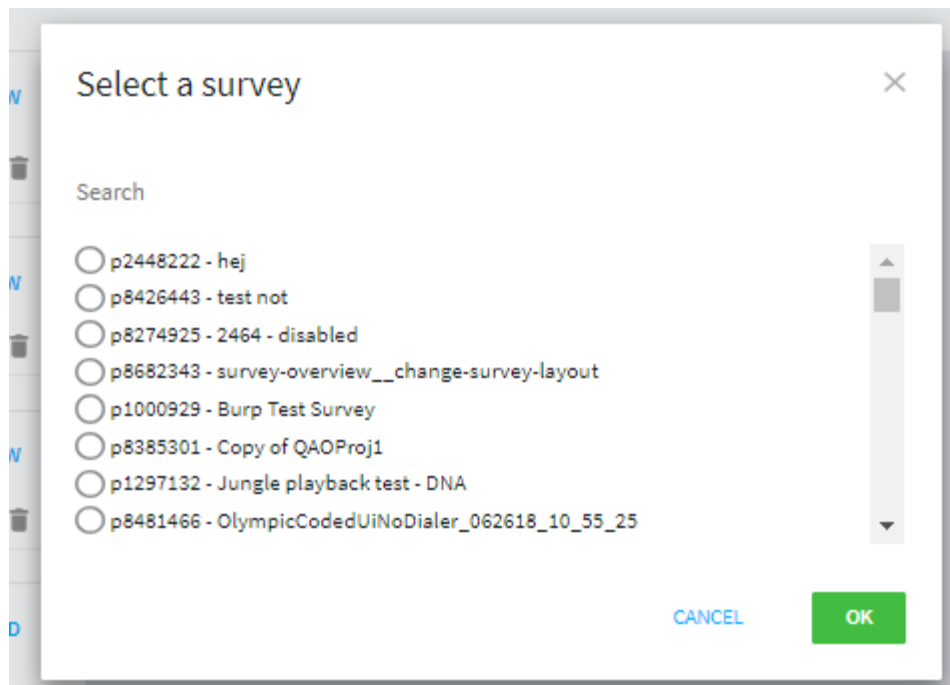 Select a survey
W
Search
p2448222 - hej
W
p8426443 - test not
p8274925 - 2464 - disabled
p8682343 - survey-overview__change-survey-layout
p1000929 - Burp Test Survey
p8385301 - Copy of QAOProj1
W
p1297132 - Jungle playback test - DNA
p8481466 - OlympicCodedUiNoDialer_062618_10_55_25
CANCEL
OK
D